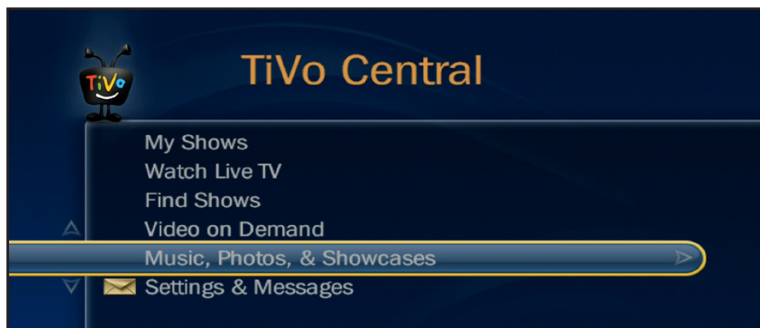 TiVo Central
TiVo
My Shows
Watch Live TV
Find Shows
Video on Demand
Music, Photos, & Showcases
Settings & Messages